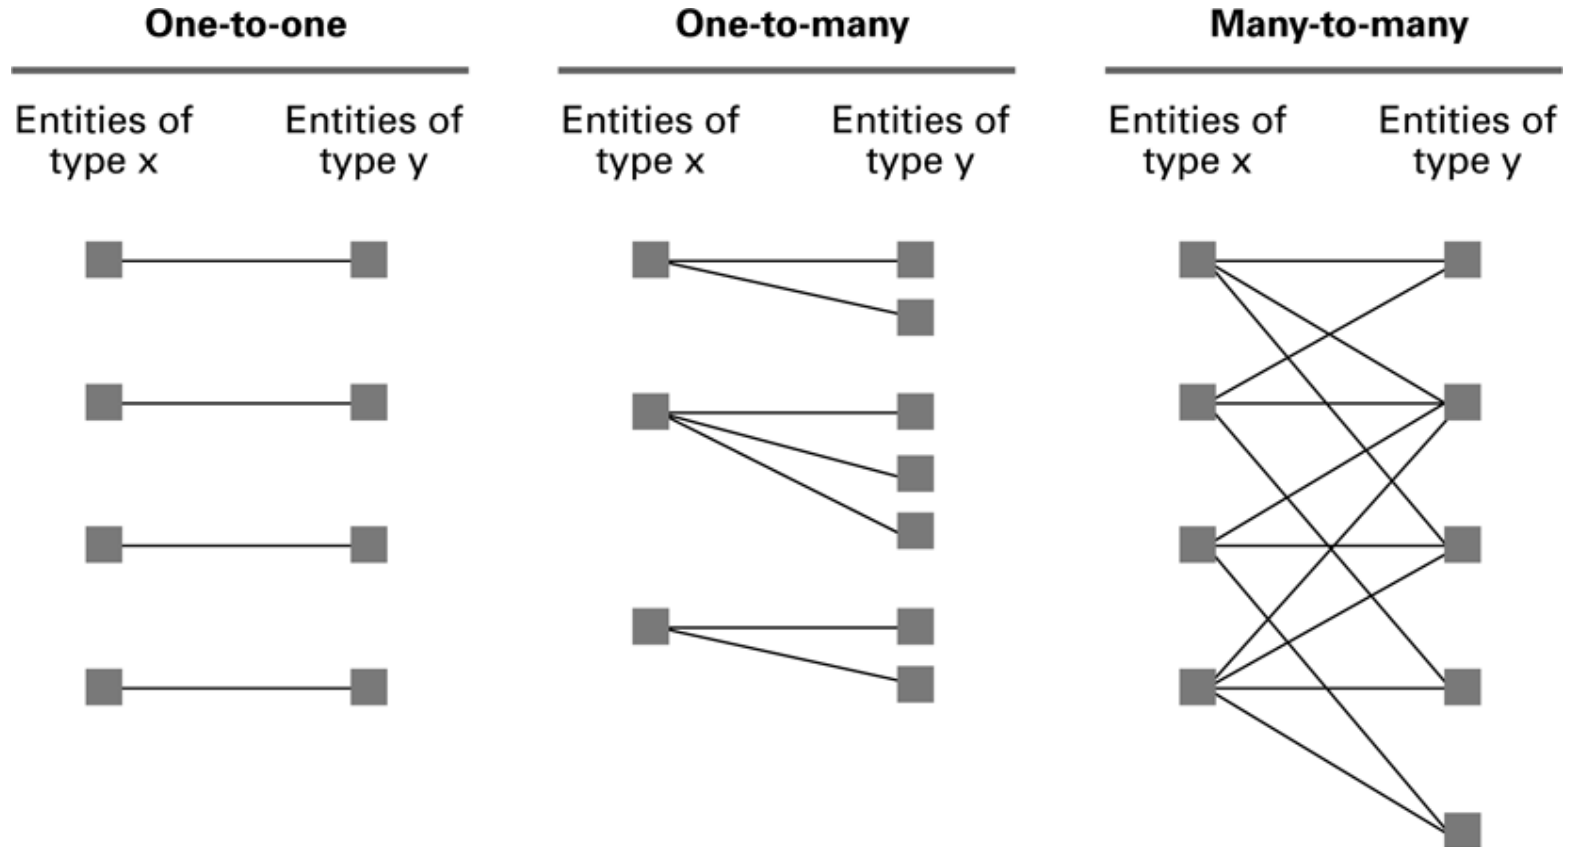 One-to-one
Entities of
type x
Entities of
type y
One-to-many
Entities of
type x
Entities of
type y
Many-to-many
Entities of
type x
Entities of
type y